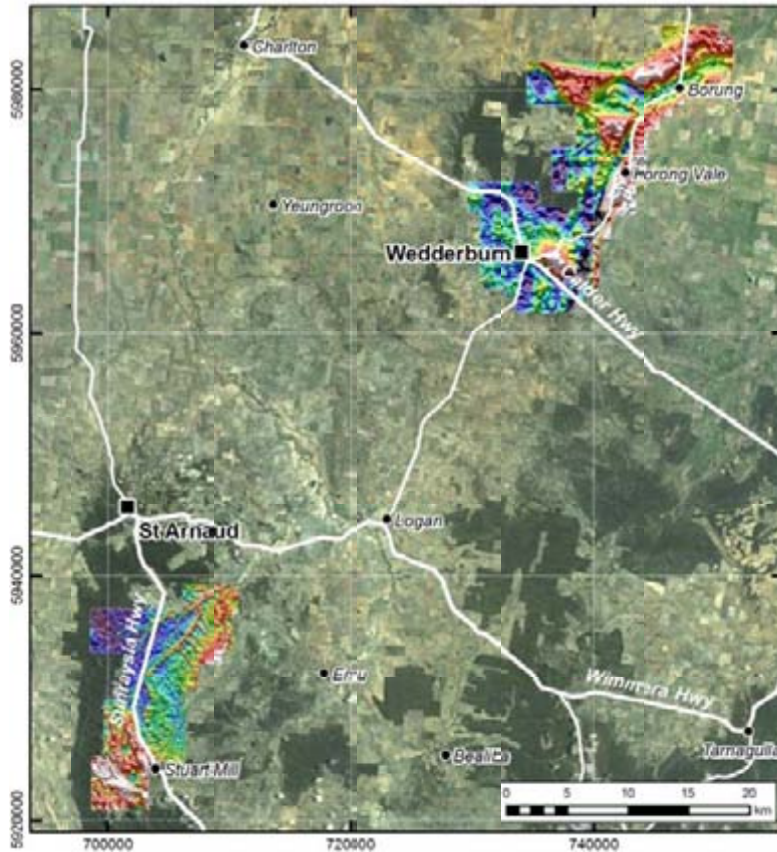 Charlton
Borung
5980000
Yeungroon
Korong Vale
Wedderburn
Calder Hwy
5960000
St Arnaud
Logan
5940000
Sunraysia Hwy
Emu
Wimmera Hwy
Tarnagulla
Bealiba
Stuart Mill
0 5 10 15 20
km
5920000
700000 720000 740000